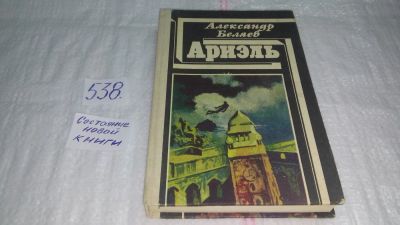 Александр
Беляев
Ариэль
538.
Состояние
новой
книги